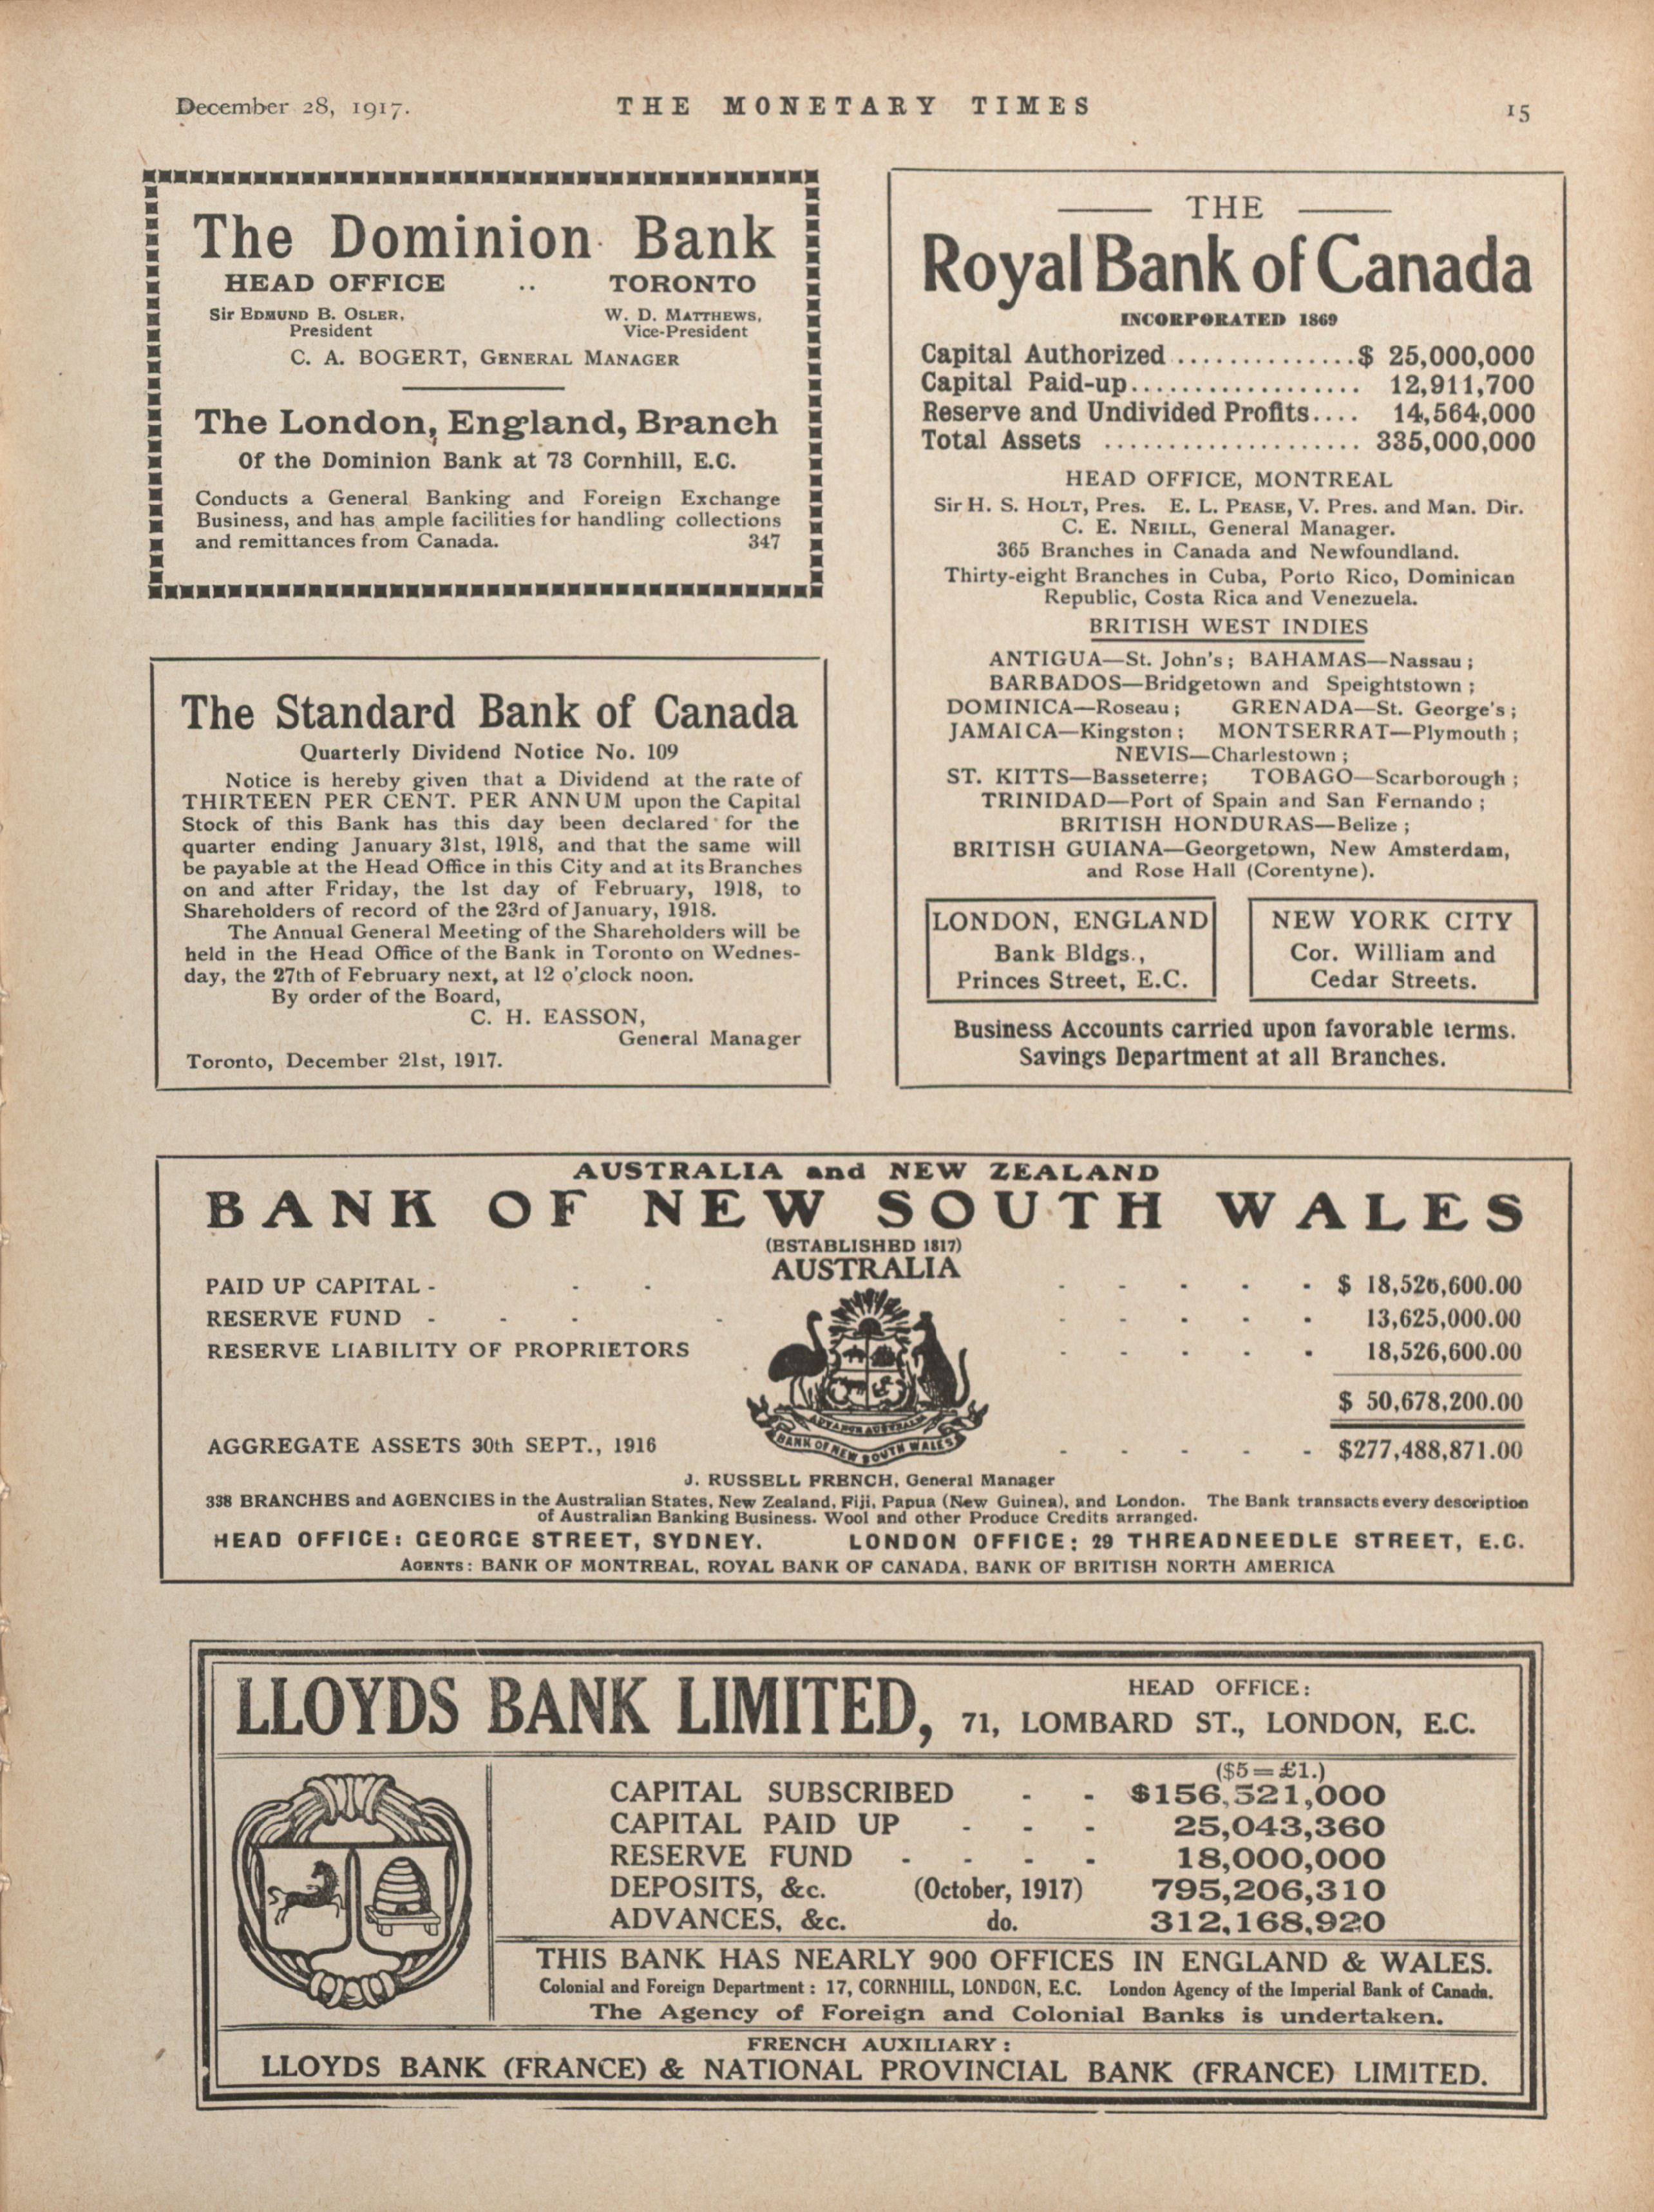 December 28, 1917.
THE MONETARY TIMES
15
The Dominion Bank
HEAD OFFICE .. TORONTO
Sir EDMUND B. OSLER, W. D. MATTHEWS,
President Vice-President
C. A. BOGERT, GENERAL MANAGER
The London, England, Branch
Of the Dominion Bank at 73 Cornhill, E.C.
Conducts a General Banking and Foreign Exchange
Business, and has ample facilities for handling collections
and remittances from Canada. 347
The Standard Bank of Canada
Quarterly Dividend Notice No. 109
Notice is hereby given that a Dividend at the rate of
THIRTEEN PER CENT. PER ANNUM upon the Capital
Stock of this Bank has this day been declared for the
quarter ending January 31st, 1918, and that the same will
be payable at the Head Office in this City and at its Branches
on and after Friday, the 1st day of February, 1918, to
Shareholders of record of the 23rd of January, 1918.
The Annual General Meeting of the Shareholders will be
held in the Head Office of the Bank in Toronto on Wednes-
day, the 27th of February next, at 12 o'clock noon.
By order of the Board,
C. H. EASSON,
General Manager
Toronto, December 21st, 1917.
THE
Royal Bank of Canada
INCORPORATED 1869
Capital Authorized ..............$ 25,000,000
Capital Paid-up.................. 12,911,700
Reserve and Undivided Profits.... 14,564,000
Total Assets .................... 335,000,000
HEAD OFFICE, MONTREAL
Sir H. S. HOLT, Pres. E. L. PEASE, V. Pres. and Man. Dir.
C. E. NEILL, General Manager.
365 Branches in Canada and Newfoundland.
Thirty-eight Branches in Cuba, Porto Rico, Dominican
Republic, Costa Rica and Venezuela.
BRITISH WEST INDIES
ANTIGUA—St. John's; BAHAMAS—Nassau;
BARBADOS—Bridgetown and Speightstown;
DOMINICA—Roseau; GRENADA—St. George's;
JAMAICA—Kingston; MONTSERRAT—Plymouth;
NEVIS—Charlestown;
ST. KITTS—Basseterre; TOBAGO—Scarborough;
TRINIDAD—Port of Spain and San Fernando;
BRITISH HONDURAS—Belize;
BRITISH GUIANA—Georgetown, New Amsterdam,
and Rose Hall (Corentyne).
LONDON, ENGLAND
Bank Bldgs.,
Princes Street, E.C.
NEW YORK CITY
Cor. William and
Cedar Streets.
Business Accounts carried upon favorable terms.
Savings Department at all Branches.
AUSTRALIA and NEW ZEALAND
BANK OF NEW SOUTH WALES
(ESTABLISHED 1817)
AUSTRALIA
PAID UP CAPITAL - - - - - - - - $ 18,526,600.00
RESERVE FUND - - - - - - - - - 13,625,000.00
RESERVE LIABILITY OF PROPRIETORS - - - - - 18,526,600.00
$ 50,678,200.00
ADVANCE AUSTRALIA
BANK OF NEW SOUTH WALES
AGGREGATE ASSETS 30th SEPT., 1916 - - - - - $277,488,871.00
J. RUSSELL FRENCH, General Manager
338 BRANCHES and AGENCIES in the Australian States, New Zealand, Fiji, Papua (New Guinea), and London. The Bank transacts every description
of Australian Banking Business. Wool and other Produce Credits arranged.
HEAD OFFICE: GEORGE STREET, SYDNEY. LONDON OFFICE: 29 THREADNEEDLE STREET, E.C.
AGENTS: BANK OF MONTREAL, ROYAL BANK OF CANADA, BANK OF BRITISH NORTH AMERICA
LLOYDS BANK LIMITED,
HEAD OFFICE:
71, LOMBARD ST., LONDON, E.C.
($5=£1.)
CAPITAL SUBSCRIBED - - $156,521,000
CAPITAL PAID UP - - - 25,043,360
RESERVE FUND - - - - 18,000,000
DEPOSITS, &c. (October, 1917) 795,206,310
ADVANCES, &c. do. 312,168,920
THIS BANK HAS NEARLY 900 OFFICES IN ENGLAND & WALES.
Colonial and Foreign Department: 17, CORNHILL, LONDON, E.C. London Agency of the Imperial Bank of Canada.
The Agency of Foreign and Colonial Banks is undertaken.
FRENCH AUXILIARY:
LLOYDS BANK (FRANCE) & NATIONAL PROVINCIAL BANK (FRANCE) LIMITED.